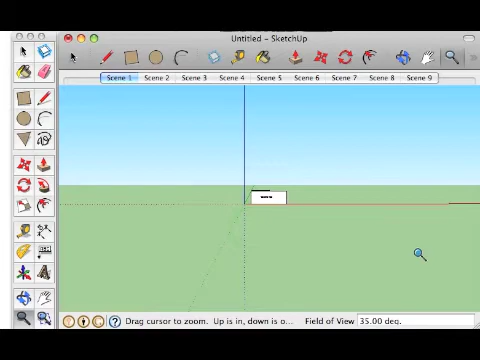 Untitled - SketchUp
Scene 1 Scene 2 Scene 3 Scene 4 Scene 5 Scene 6 Scene 7 Scene 8 Scene 9
Drag cursor to zoom. Up is in, down is o... Field of View 35.00 deg.